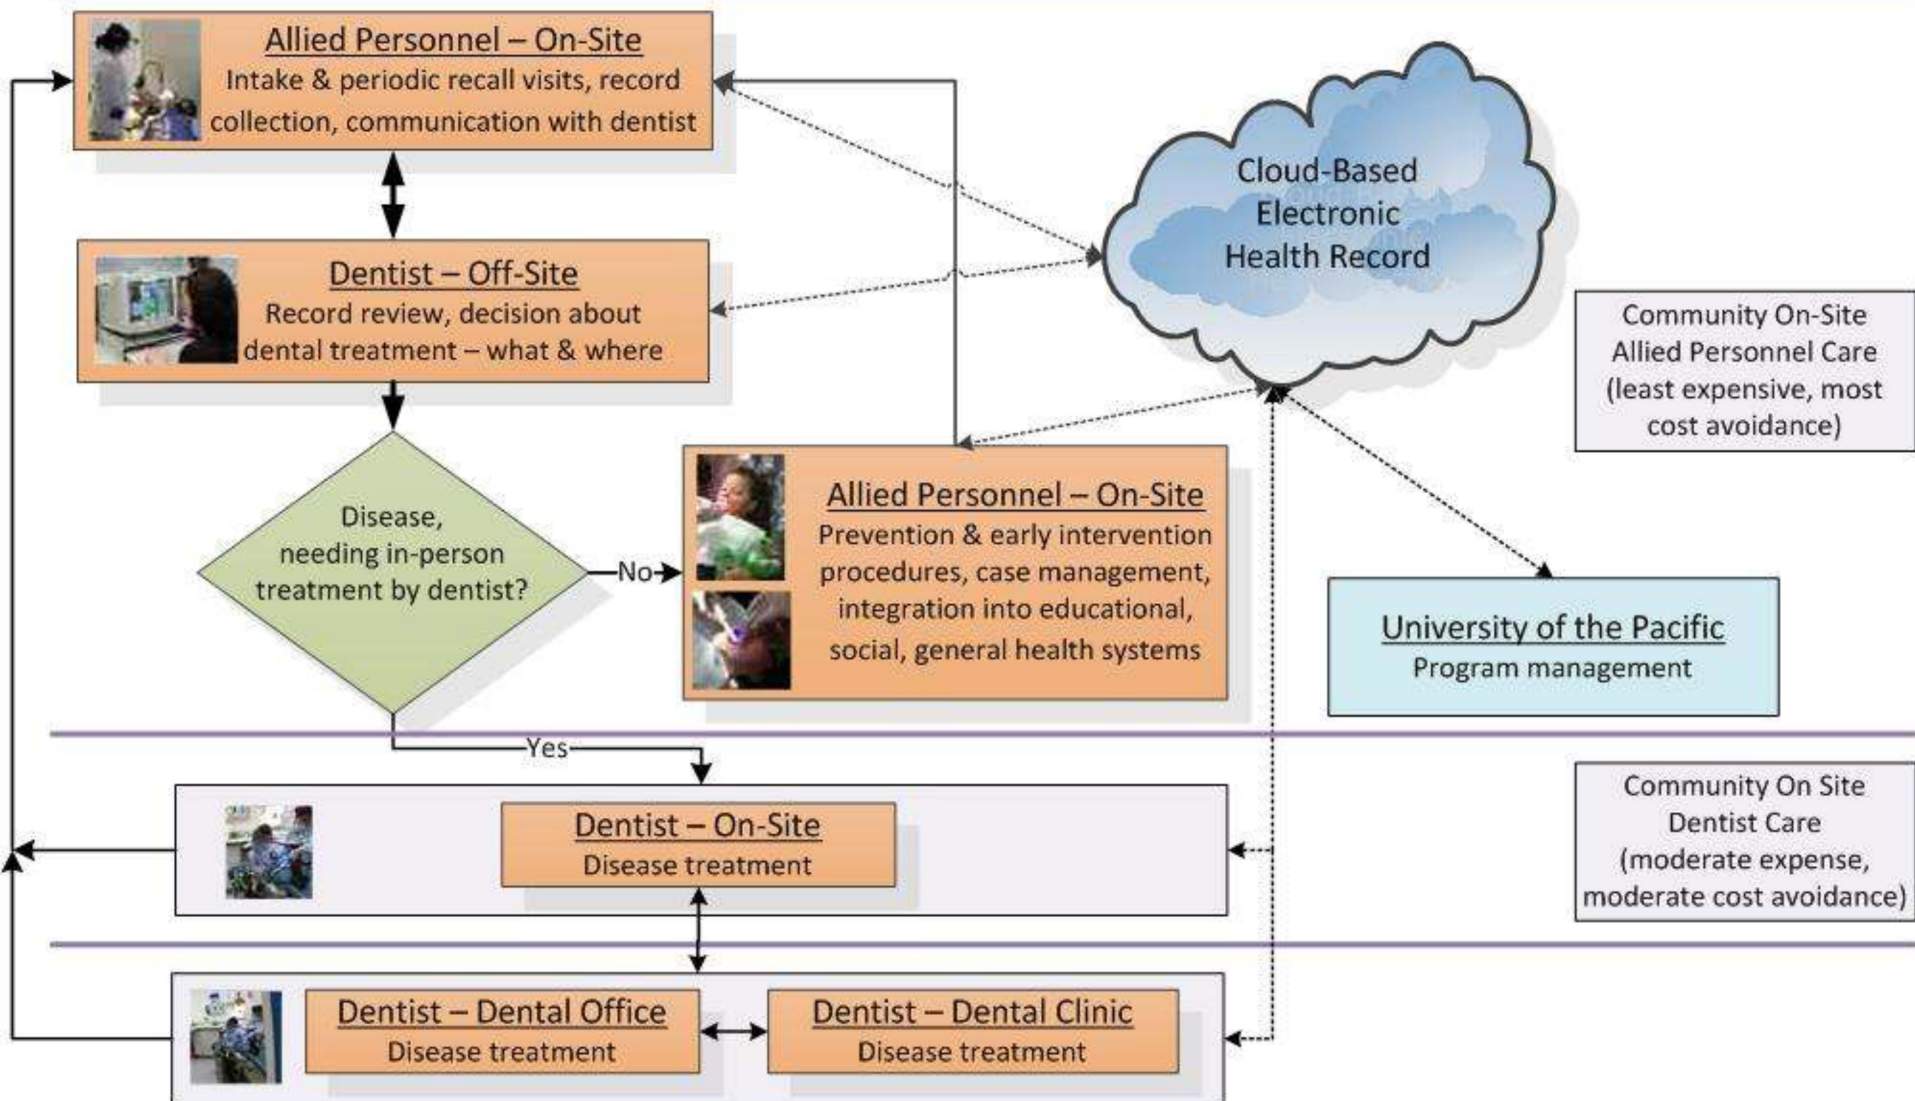 Allied Personnel – On-Site
Intake & periodic recall visits, record
collection, communication with dentist
Cloud-Based
Electronic
Health Record
Dentist – Off-Site
Record review, decision about
dental treatment – what & where
Community On-Site
Allied Personnel Care
(least expensive, most
cost avoidance)
Disease,
needing in-person
treatment by dentist?
No
Allied Personnel – On-Site
Prevention & early intervention
procedures, case management,
integration into educational,
social, general health systems
University of the Pacific
Program management
Yes
Dentist – On-Site
Disease treatment
Community On Site
Dentist Care
(moderate expense,
moderate cost avoidance)
Dentist – Dental Office
Disease treatment
Dentist – Dental Clinic
Disease treatment